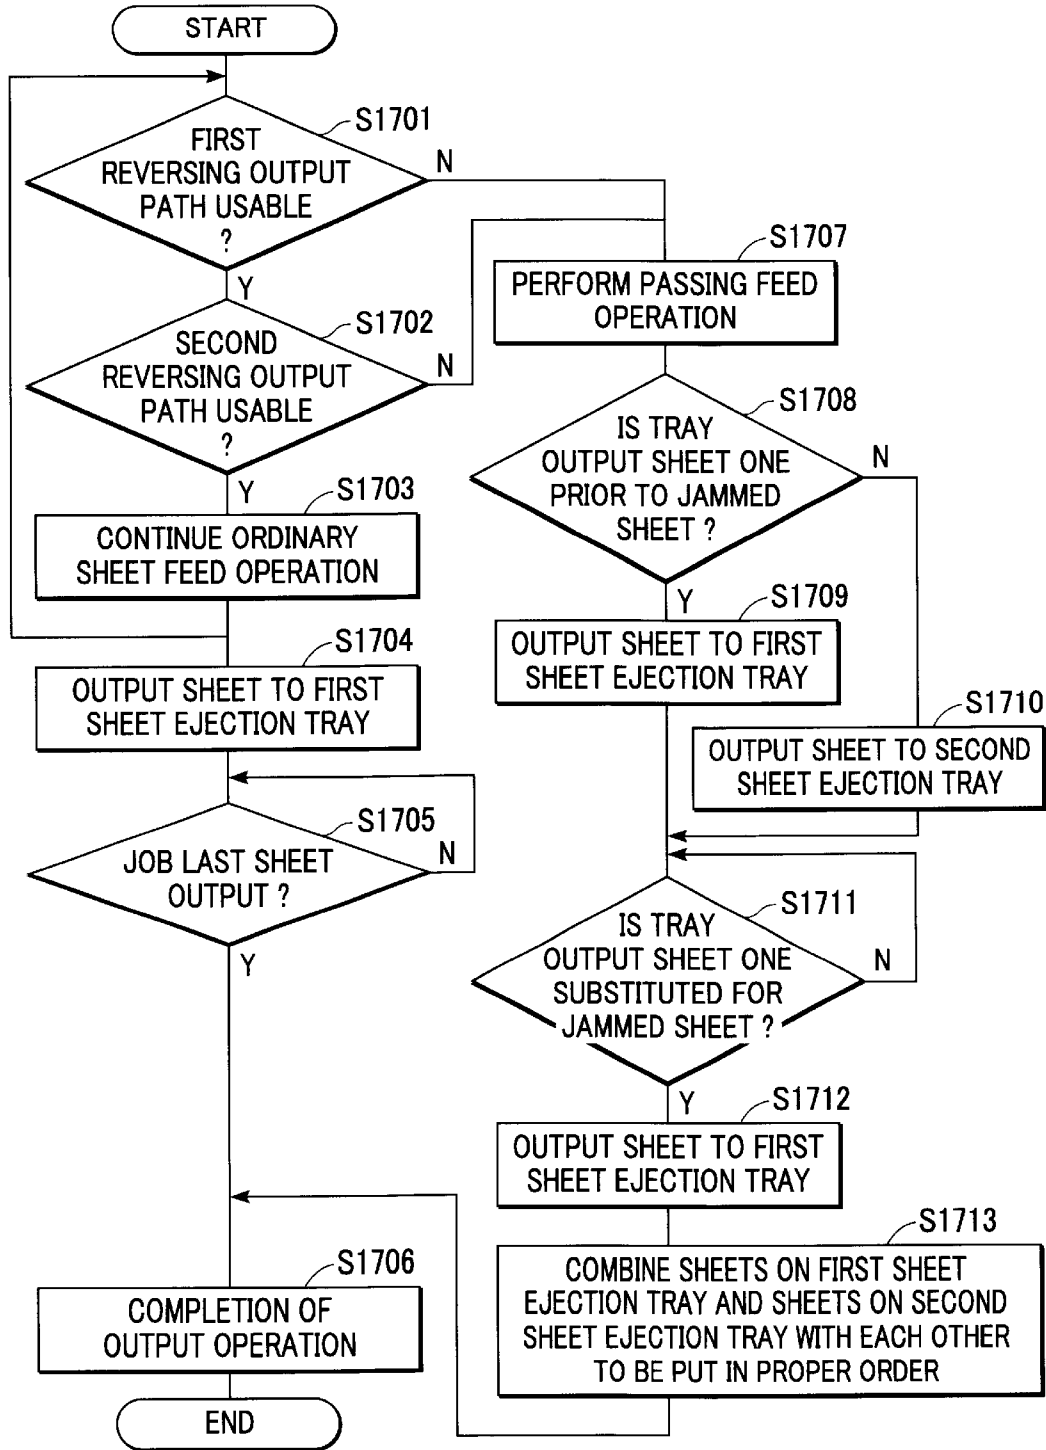 START
S1701
FIRST
REVERSING OUTPUT
PATH USABLE
?
N
Y
S1702
SECOND
REVERSING OUTPUT
PATH USABLE
?
N
Y
S1703
CONTINUE ORDINARY
SHEET FEED OPERATION
S1704
OUTPUT SHEET TO FIRST
SHEET EJECTION TRAY
S1705
JOB LAST SHEET
OUTPUT ?
N
Y
S1706
COMPLETION OF
OUTPUT OPERATION
END
S1707
PERFORM PASSING FEED
OPERATION
S1708
IS TRAY
OUTPUT SHEET ONE
PRIOR TO JAMMED
SHEET ?
N
Y
S1709
OUTPUT SHEET TO FIRST
SHEET EJECTION TRAY
S1710
OUTPUT SHEET TO SECOND
SHEET EJECTION TRAY
S1711
IS TRAY
OUTPUT SHEET ONE
SUBSTITUTED FOR
JAMMED SHEET ?
N
Y
S1712
OUTPUT SHEET TO FIRST
SHEET EJECTION TRAY
S1713
COMBINE SHEETS ON FIRST SHEET
EJECTION TRAY AND SHEETS ON SECOND
SHEET EJECTION TRAY WITH EACH OTHER
TO BE PUT IN PROPER ORDER